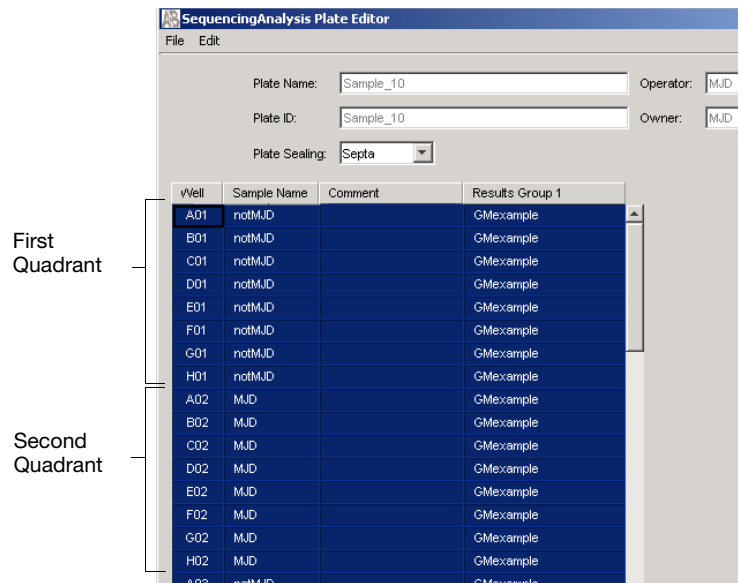 AB SequencingAnalysis Plate Editor
File Edit
Plate Name: Sample_10 Operator: MJD
Plate ID: Sample_10 Owner: MJD
Plate Sealing: Septa
Well Sample Name Comment Results Group 1
First Quadrant
A01 notMJD GMexample
B01 notMJD GMexample
C01 notMJD GMexample
D01 notMJD GMexample
E01 notMJD GMexample
F01 notMJD GMexample
G01 notMJD GMexample
H01 notMJD GMexample
Second Quadrant
A02 MJD GMexample
B02 MJD GMexample
C02 MJD GMexample
D02 MJD GMexample
E02 MJD GMexample
F02 MJD GMexample
G02 MJD GMexample
H02 MJD GMexample
A03 notMJD GMexample